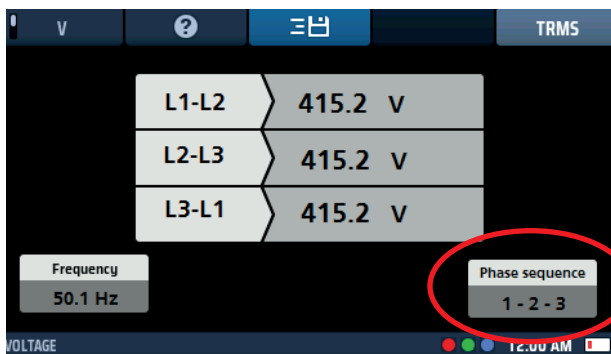 V TRMS
L1-L2 415.2 V
L2-L3 415.2 V
L3-L1 415.2 V
Frequency
50.1 Hz
Phase sequence
1 - 2 - 3
VOLTAGE 12:00 AM